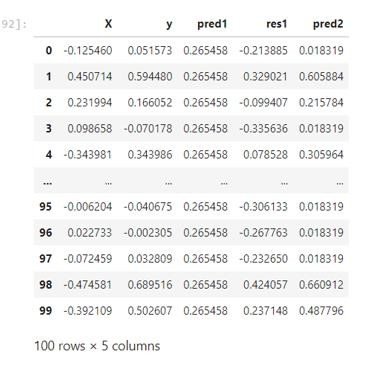 92]:
X y pred1 res1 pred2
0 -0.125460 0.051573 0.265458 -0.213885 0.018319
1 0.450714 0.594480 0.265458 0.329021 0.605884
2 0.231994 0.166052 0.265458 -0.099407 0.215784
3 0.098658 -0.070178 0.265458 -0.335636 0.018319
4 -0.343981 0.343986 0.265458 0.078528 0.305964
... ... ... ... ... ...
95 -0.006204 -0.040675 0.265458 -0.306133 0.018319
96 0.022733 -0.002305 0.265458 -0.267763 0.018319
97 -0.072459 0.032809 0.265458 -0.232650 0.018319
98 -0.474581 0.689516 0.265458 0.424057 0.660912
99 -0.392109 0.502607 0.265458 0.237148 0.487796
100 rows × 5 columns